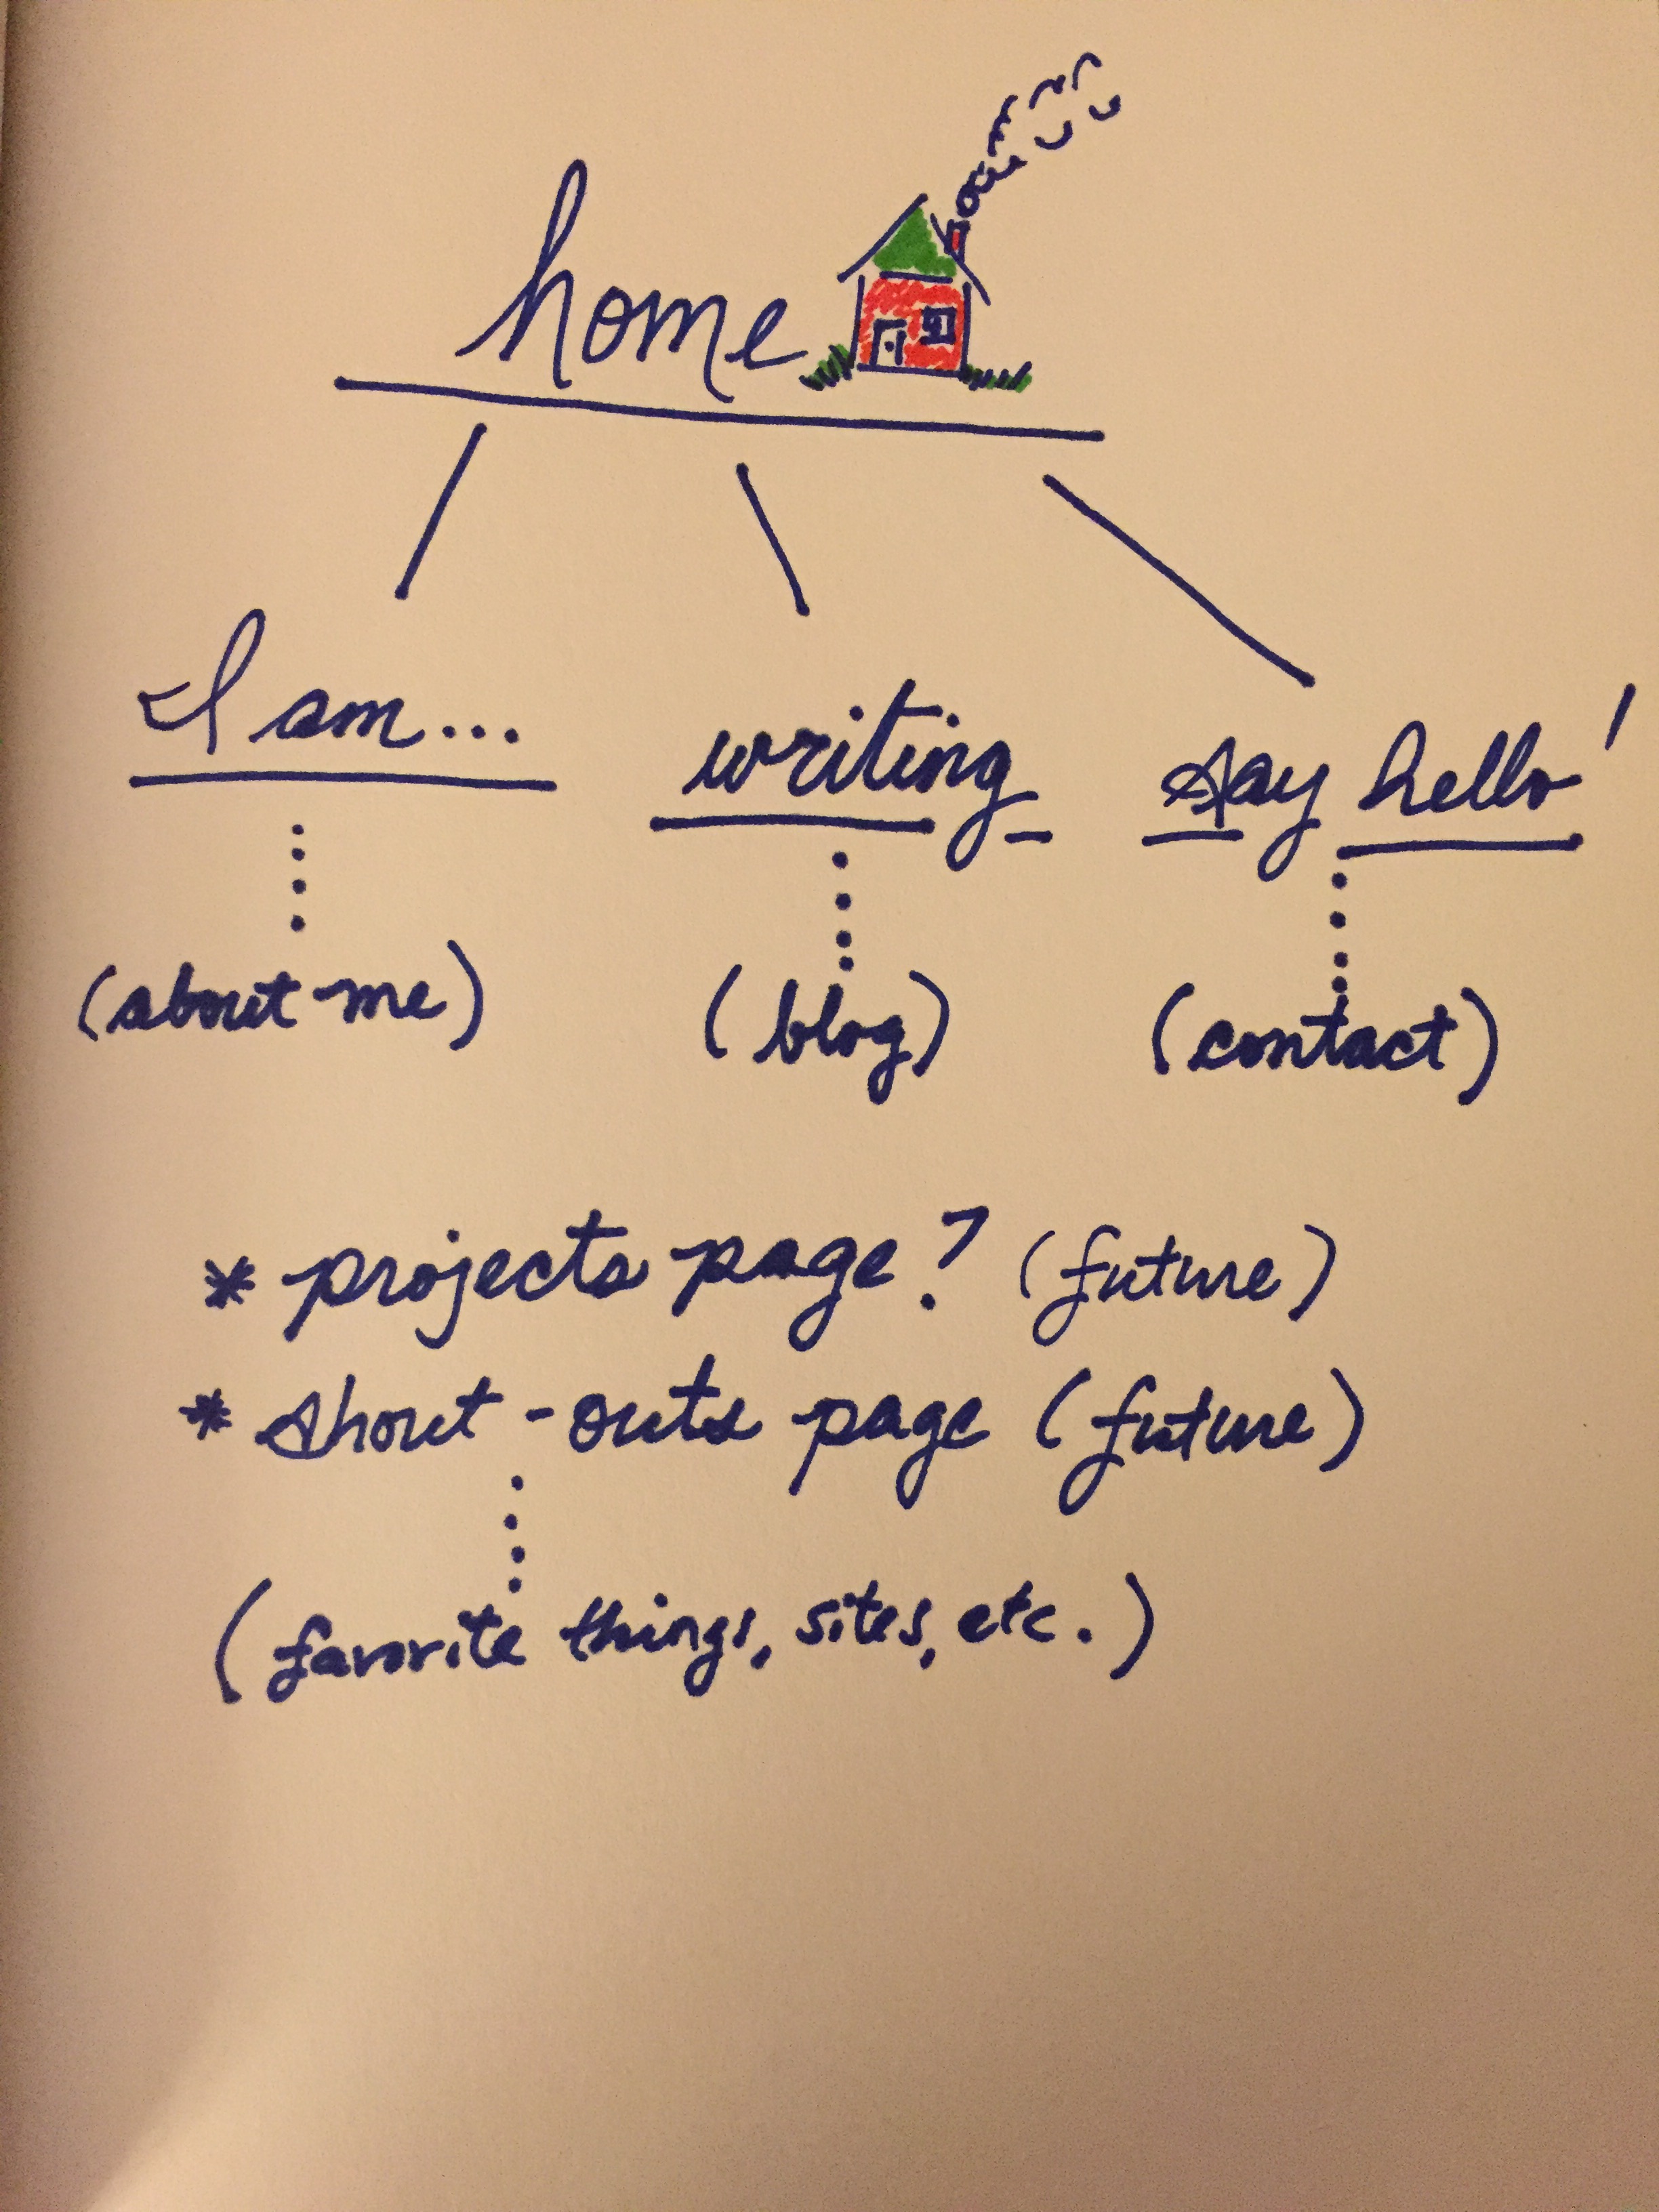 home
I am... writing say hello!
(about me) (blog) (contact)
* projects page? (future)
* shout-outs page (future)
(favorite things, sites, etc.)